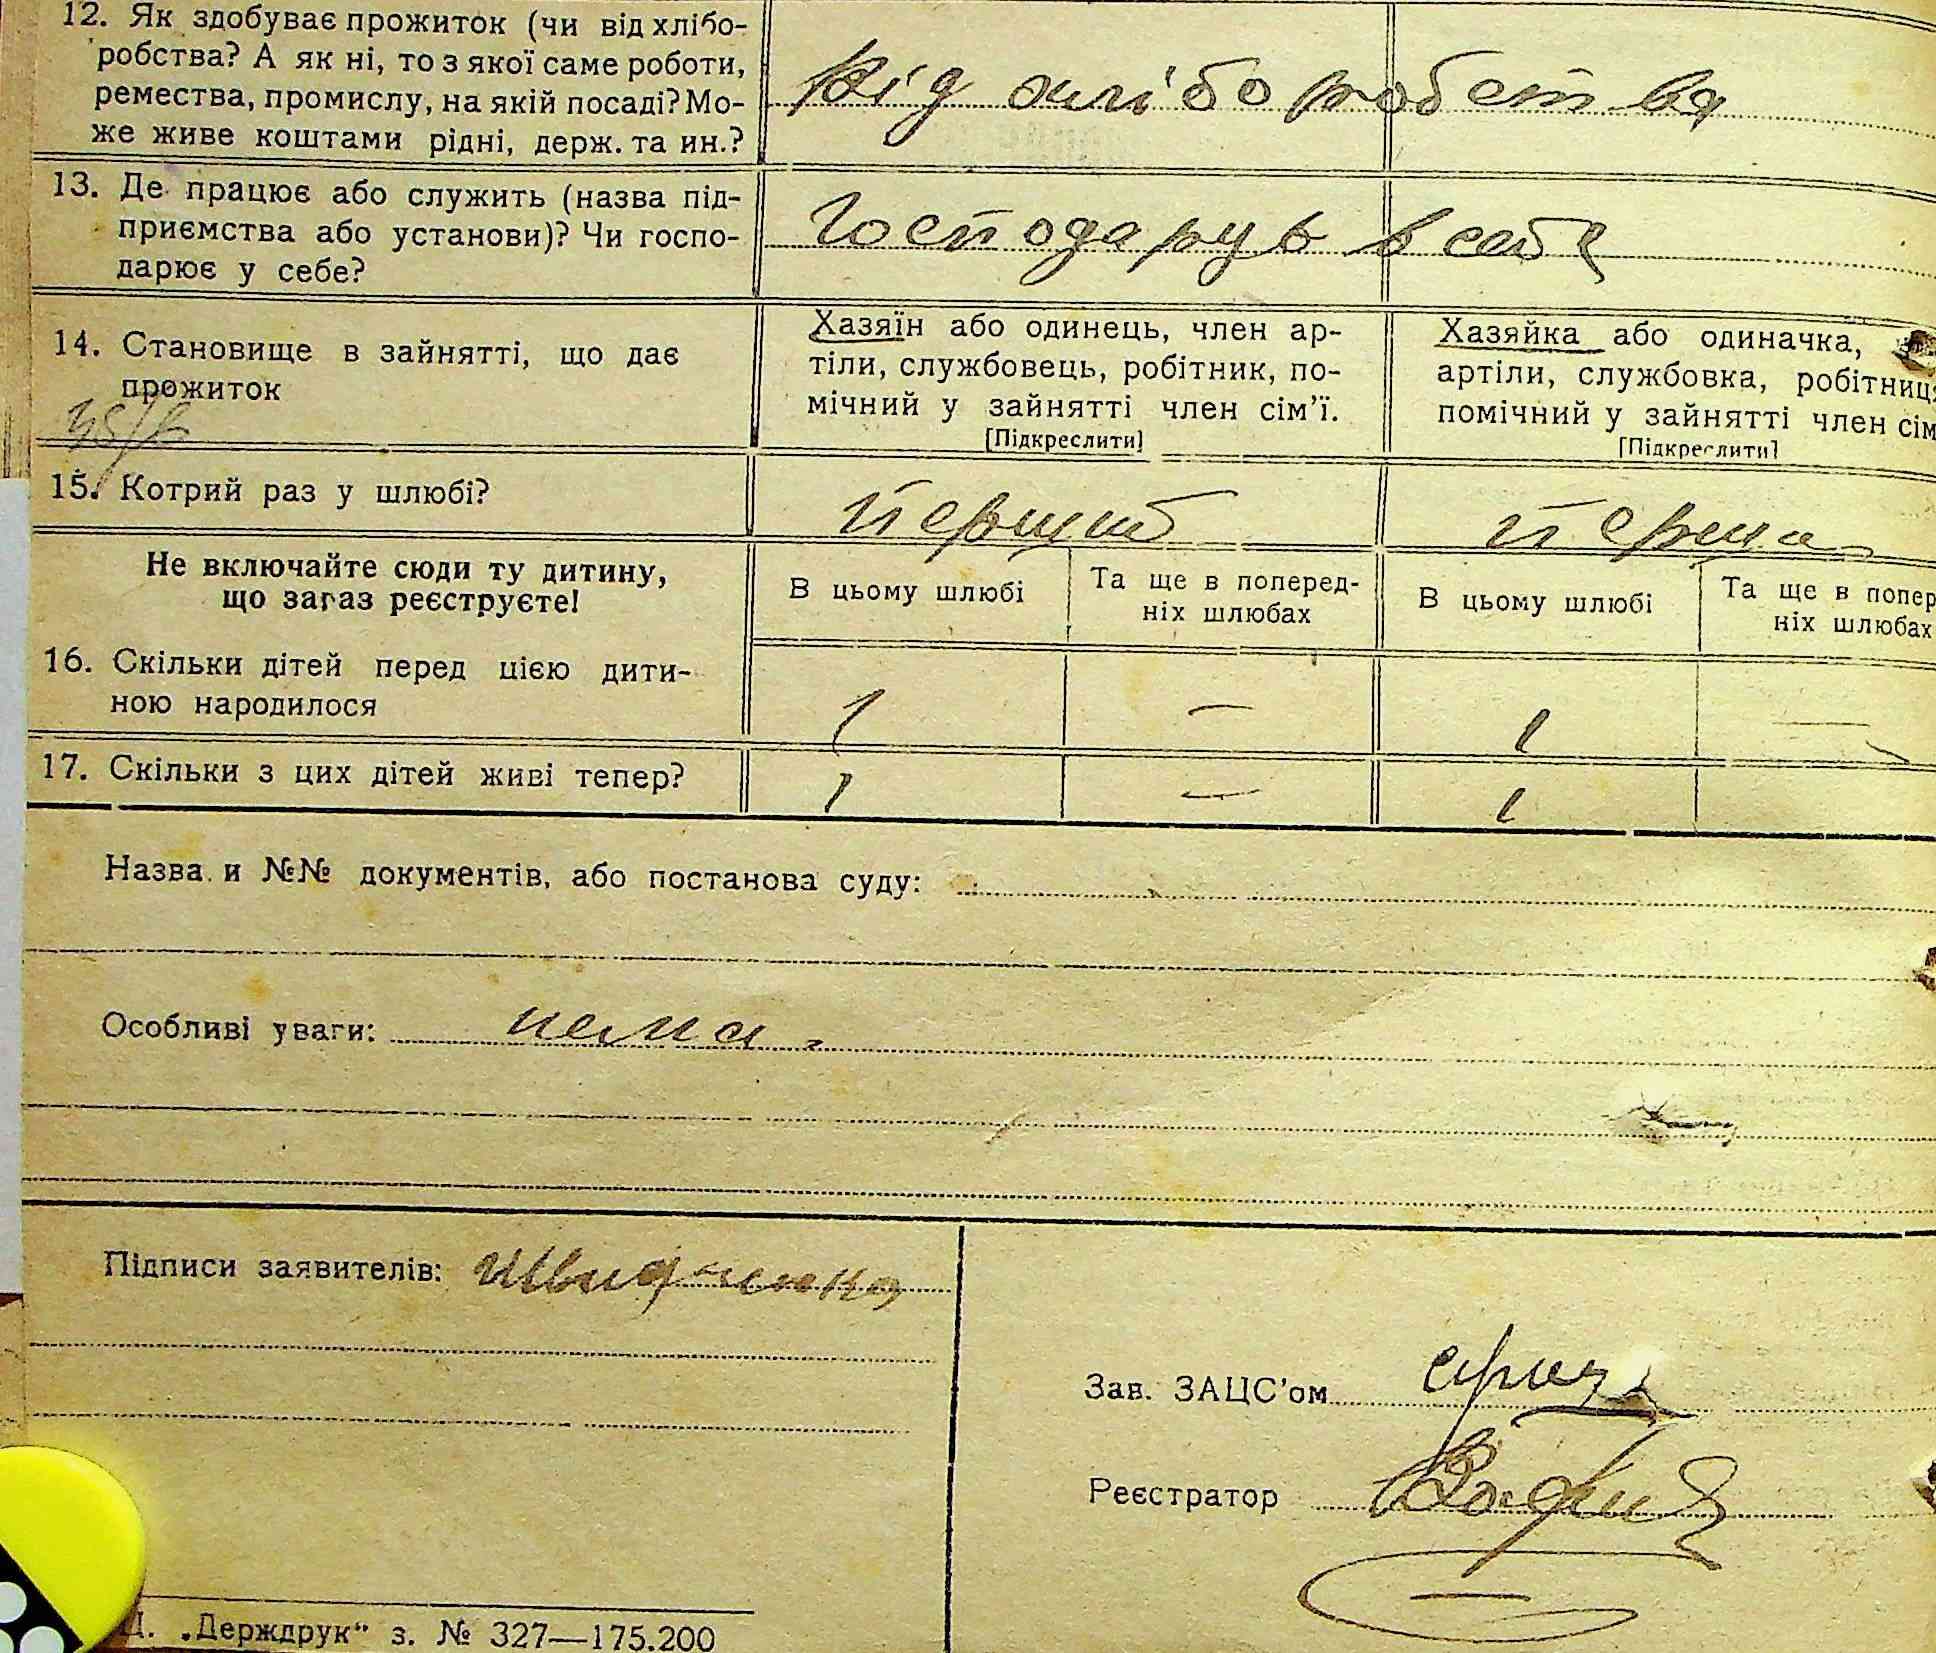 12. Як здобуває прожиток (чи від хлібо-
робства? А як ні, то з якої саме роботи,
ремества, промислу, на якій посаді? Мо-
же живе коштами рідні, держ. та ин.?
Від хліборобства
13. Де працює або служить (назва під-
приємства або установи)? Чи госпо-
дарює у себе?
Господарув в себе
14. Становище в зайнятті, що дає
прожиток
Хазяїн або одинець, член ар-
тіли, службовець, робітник, по-
мічний у зайнятті член сім'ї.
[Підкреслити]
Хазяйка або одиначка,
артіли, службовка, робітниця
помічний у зайнятті член сім
[Підкреслити]
15. Котрий раз у шлюбі?
Перший
Перша
Не включайте сюди ту дитину,
що зараз реєструєте!
В цьому шлюбі
Та ще в поперед-
ніх шлюбах
В цьому шлюбі
Та ще в попер
ніх шлюбах
16. Скільки дітей перед цією дити-
ною народилося
1 — 1 —
17. Скільки з цих дітей живі тепер?
1 — 1
Назва и №№ документів, або постанова суду:
Особливі уваги: нема.
Підписи заявителів:
Зав. ЗАЦС'ом
Реєстратор
Д. „Держдрук" з. № 327—175.200